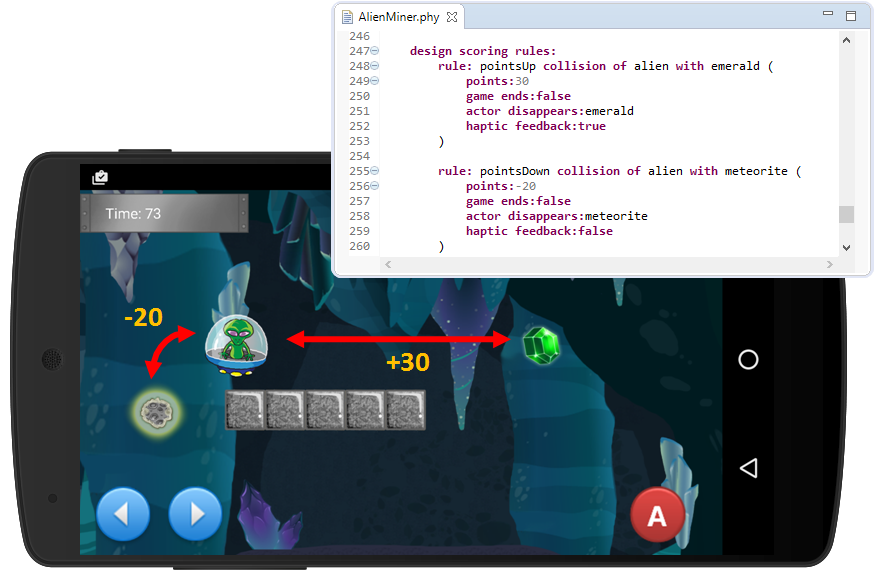 AlienMiner.phy
246
247 design scoring rules:
248 rule: pointsUp collision of alien with emerald (
249 points:30
250 game ends:false
251 actor disappears:emerald
252 haptic feedback:true
253 )
254
255 rule: pointsDown collision of alien with meteorite (
256 points:-20
257 game ends:false
258 actor disappears:meteorite
259 haptic feedback:false
260 )
Time: 73
-20
+30
A